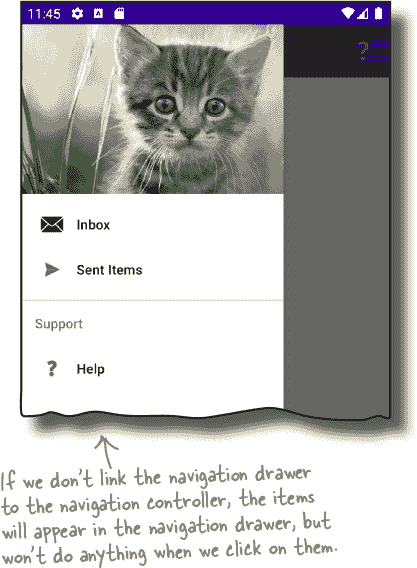 11:45
Inbox
Sent Items
Support
Help
If we don't link the navigation drawer
to the navigation controller, the items
will appear in the navigation drawer, but
won't do anything when we click on them.